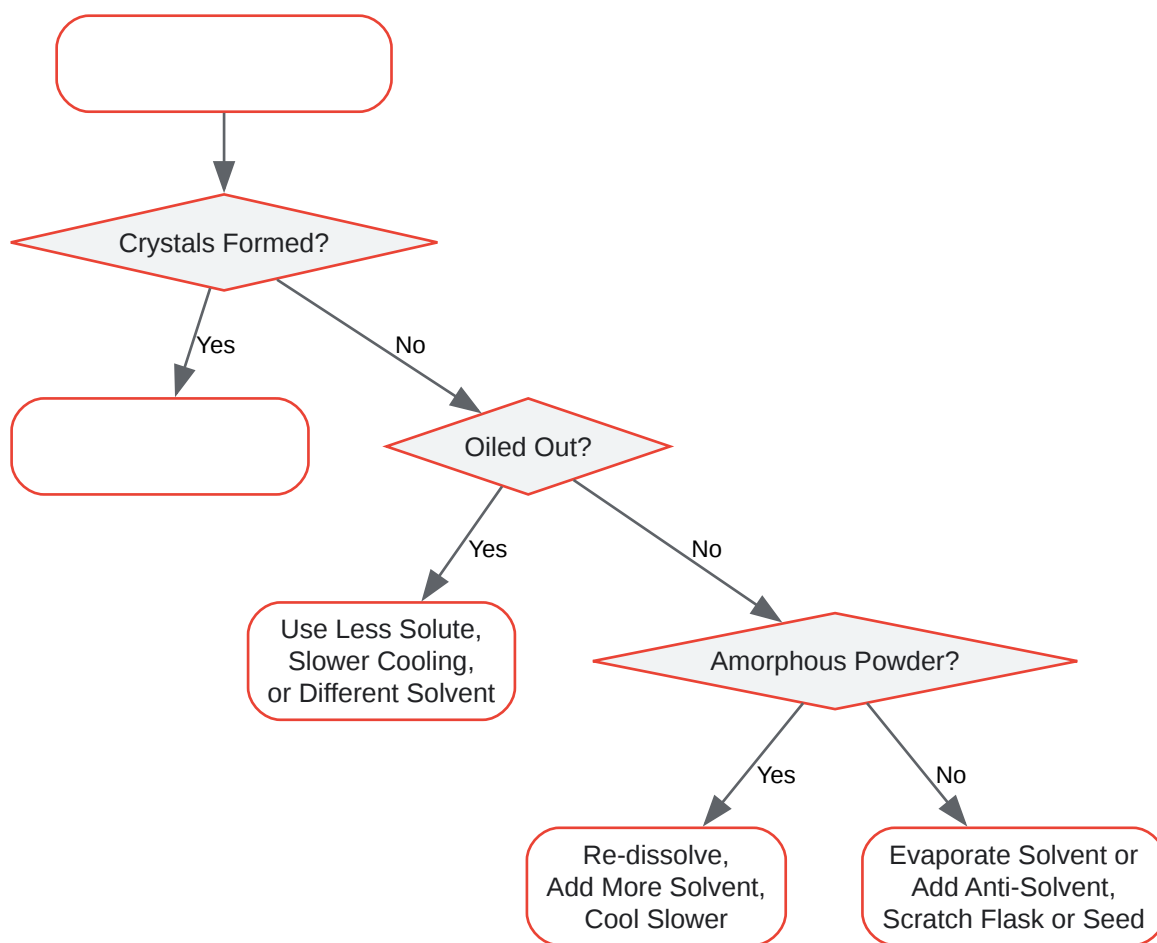 Crystals Formed?
Yes
No
Oiled Out?
Yes
No
Use Less Solute,
Slower Cooling,
or Different Solvent
Amorphous Powder?
Yes
No
Re-dissolve,
Add More Solvent,
Cool Slower
Evaporate Solvent or
Add Anti-Solvent,
Scratch Flask or Seed